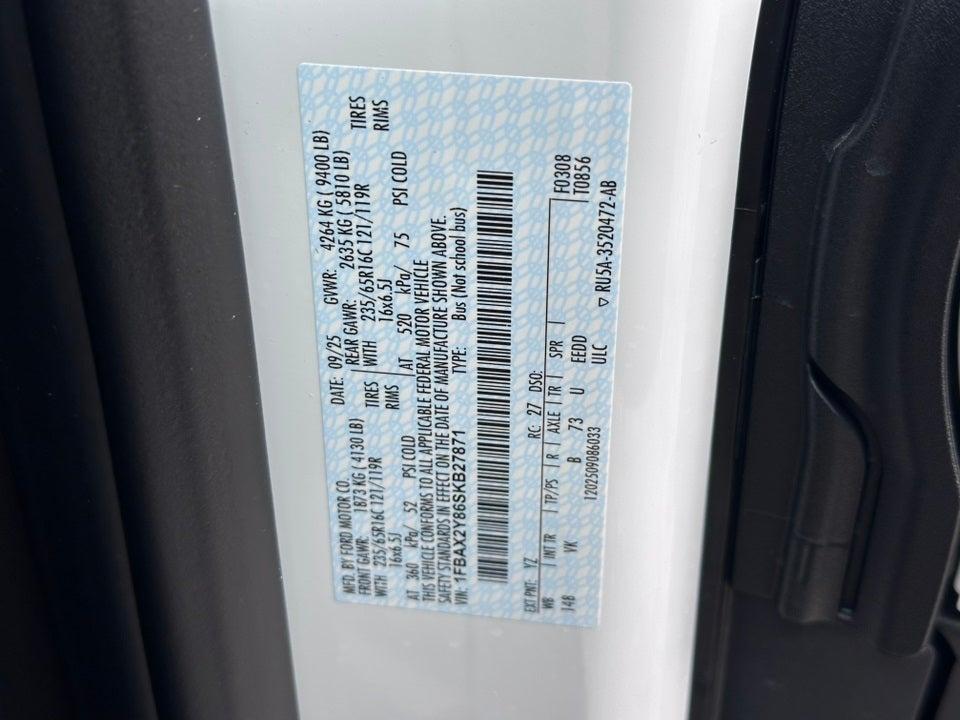 MFD. BY FORD MOTOR CO. DATE: 09/25 GVWR: 4264 KG ( 9400 LB)
FRONT GAWR: 1873 KG ( 4130 LB) REAR GAWR: 2635 KG ( 5810 LB)
WITH 235/65R16C 121/119R TIRES WITH 235/65R16C 121/119R TIRES
16x6.5J RIMS 16x6.5J RIMS
AT 360 kPa/ 52 PSI COLD AT 520 kPa/ 75 PSI COLD
THIS VEHICLE CONFORMS TO ALL APPLICABLE FEDERAL MOTOR VEHICLE
SAFETY STANDARDS IN EFFECT ON THE DATE OF MANUFACTURE SHOWN ABOVE.
VIN: 1FBAX2Y86SKB27871 TYPE: Bus (Not school bus)
EXT PNT: YZ RC: 27 DSO: F0308
WB INTTR TP/PS R AXLE TR SPR T0856
148 VK B 73 U EEDD
ULC
1202509086033 ▽ RU5A-3520472-AB